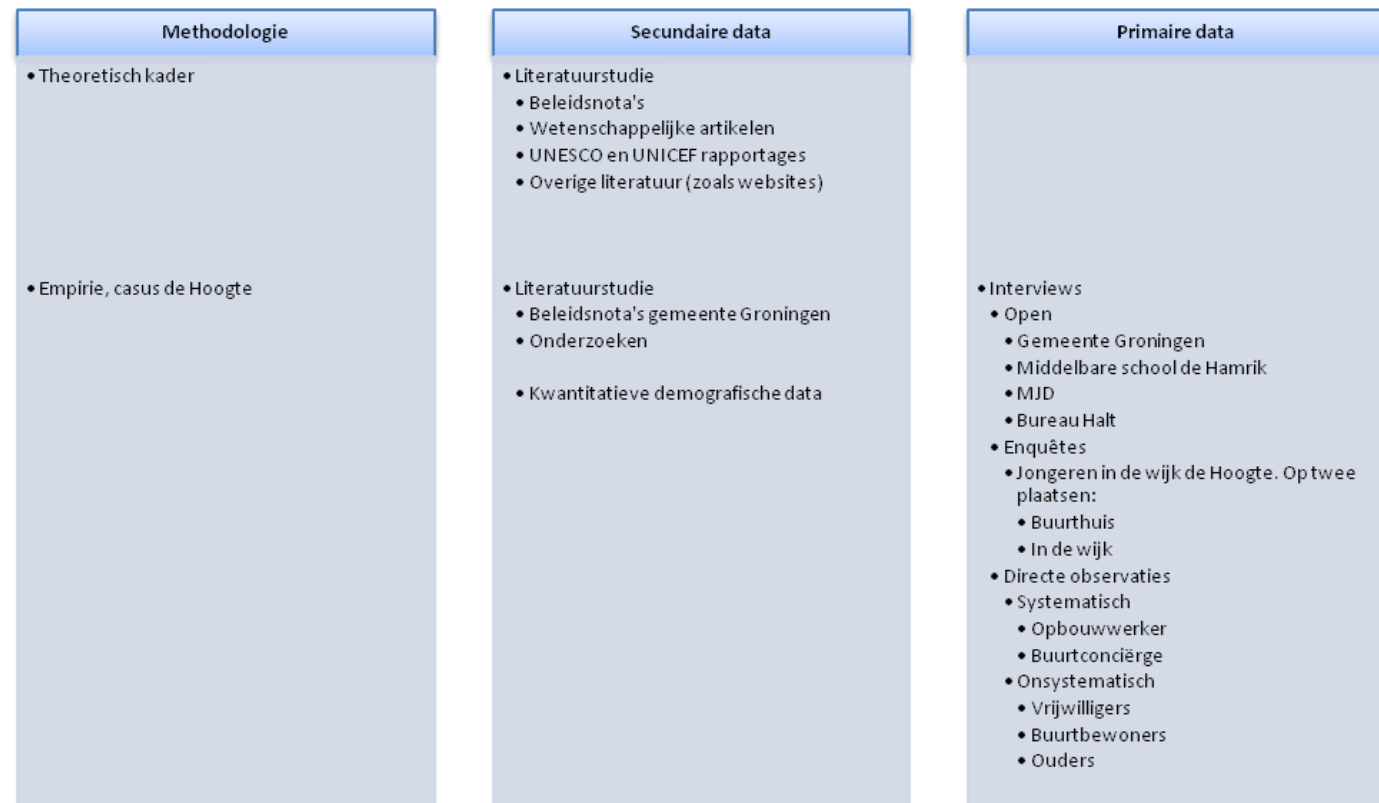 Methodologie
• Theoretisch kader
• Empirie, casus de Hoogte
Secundaire data
• Literatuurstudie
• Beleidsnota's
• Wetenschappelijke artikelen
• UNESCO en UNICEF rapportages
• Overige literatuur (zoals websites)
• Literatuurstudie
• Beleidsnota's gemeente Groningen
• Onderzoeken
• Kwantitatieve demografische data
Primaire data
• Interviews
• Open
• Gemeente Groningen
• Middelbare school de Hamrik
• MJD
• Bureau Halt
• Enquêtes
• Jongeren in de wijk de Hoogte. Op twee
plaatsen:
• Buurthuis
• In de wijk
• Directe observaties
• Systematisch
• Opbouwwerker
• Buurtconciërge
• Onsystematisch
• Vrijwilligers
• Buurtbewoners
• Ouders